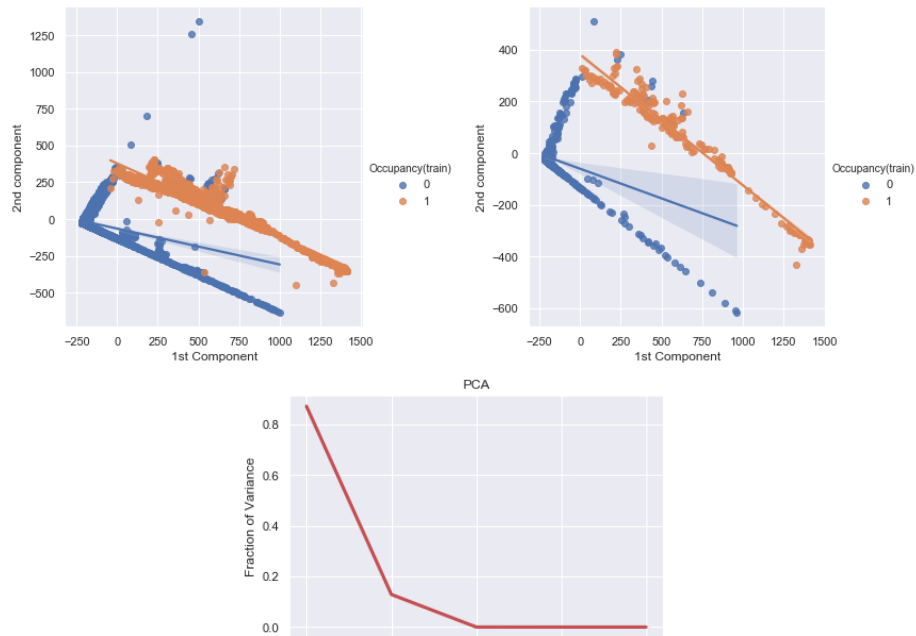 1250
1000
750
500
250
0
−250
−500
2nd component
−250 0 250 500 750 1000 1250 1500
1st Component
Occupancy(train)
0
1
400
200
0
−200
−400
−600
2nd component
−250 0 250 500 750 1000 1250 1500
1st Component
Occupancy(train)
0
1
PCA
0.8
0.6
0.4
0.2
0.0
Fraction of Variance